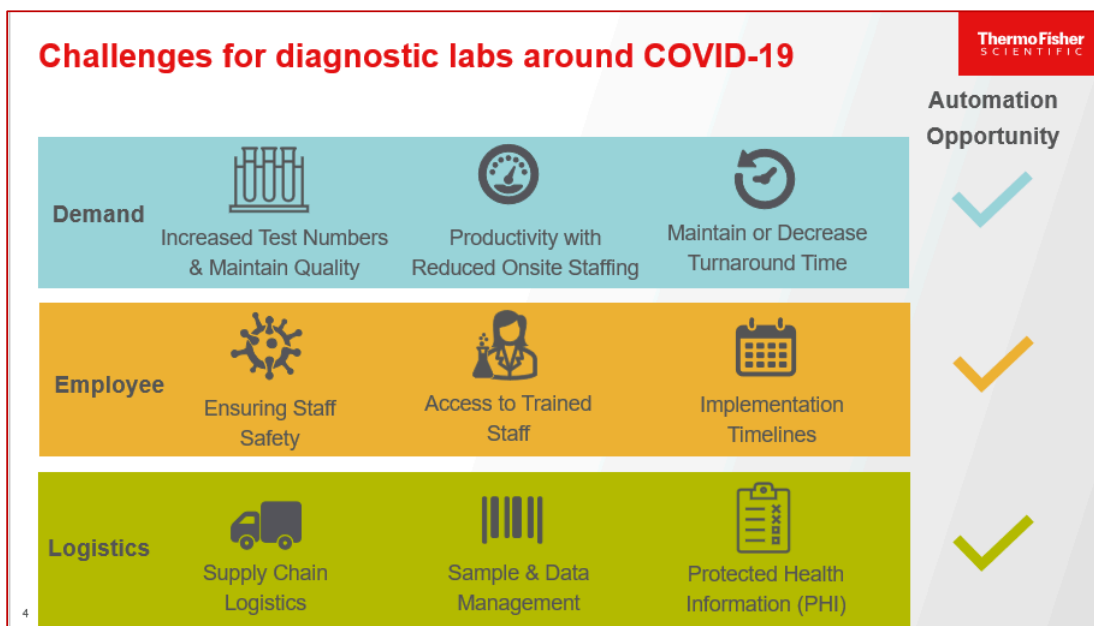 Challenges for diagnostic labs around COVID-19
ThermoFisher
SCIENTIFIC
Automation
Opportunity
Demand
Increased Test Numbers
& Maintain Quality
Productivity with
Reduced Onsite Staffing
Maintain or Decrease
Turnaround Time
Employee
Ensuring Staff
Safety
Access to Trained
Staff
Implementation
Timelines
Logistics
Supply Chain
Logistics
Sample & Data
Management
Protected Health
Information (PHI)
4